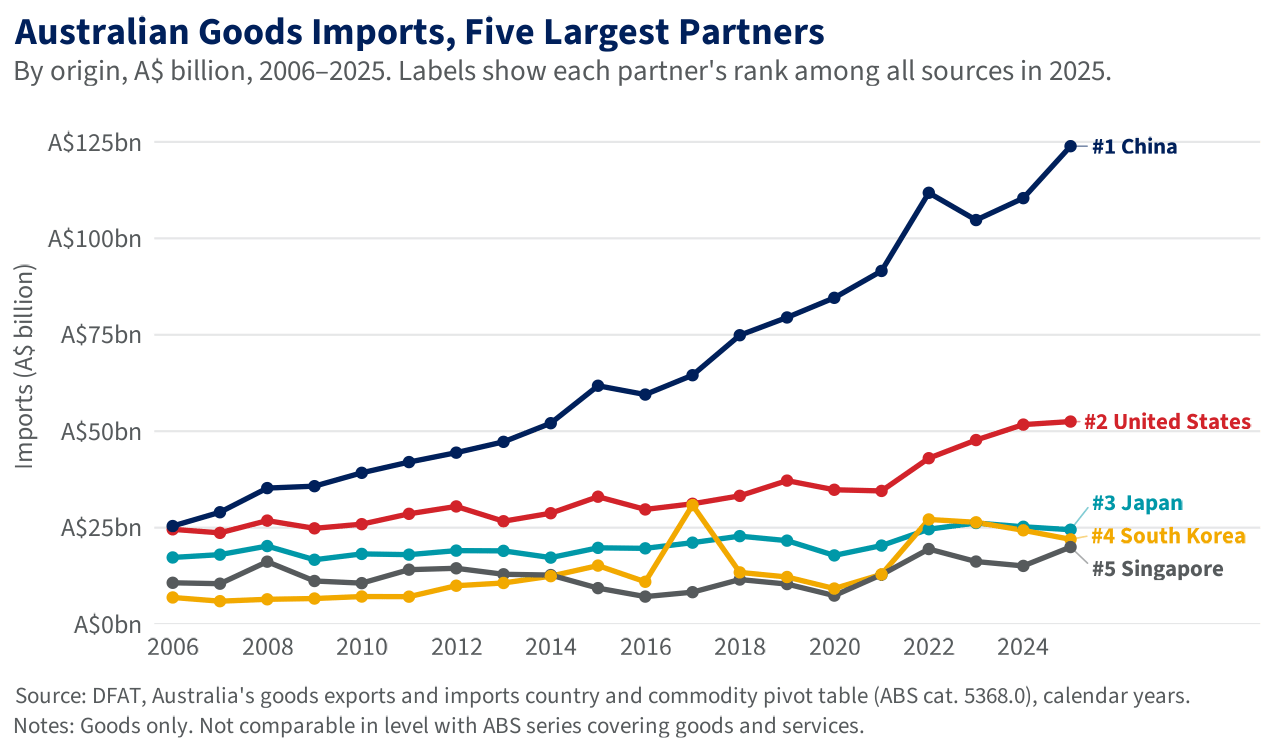 Australian Goods Imports, Five Largest Partners
By origin, A$ billion, 2006–2025. Labels show each partner's rank among all sources in 2025.
Imports (A$ billion)
A$125bn
A$100bn
A$75bn
A$50bn
A$25bn
A$0bn
#1 China
#2 United States
#3 Japan
#4 South Korea
#5 Singapore
2006 2008 2010 2012 2014 2016 2018 2020 2022 2024
Source: DFAT, Australia's goods exports and imports country and commodity pivot table (ABS cat. 5368.0), calendar years.
Notes: Goods only. Not comparable in level with ABS series covering goods and services.